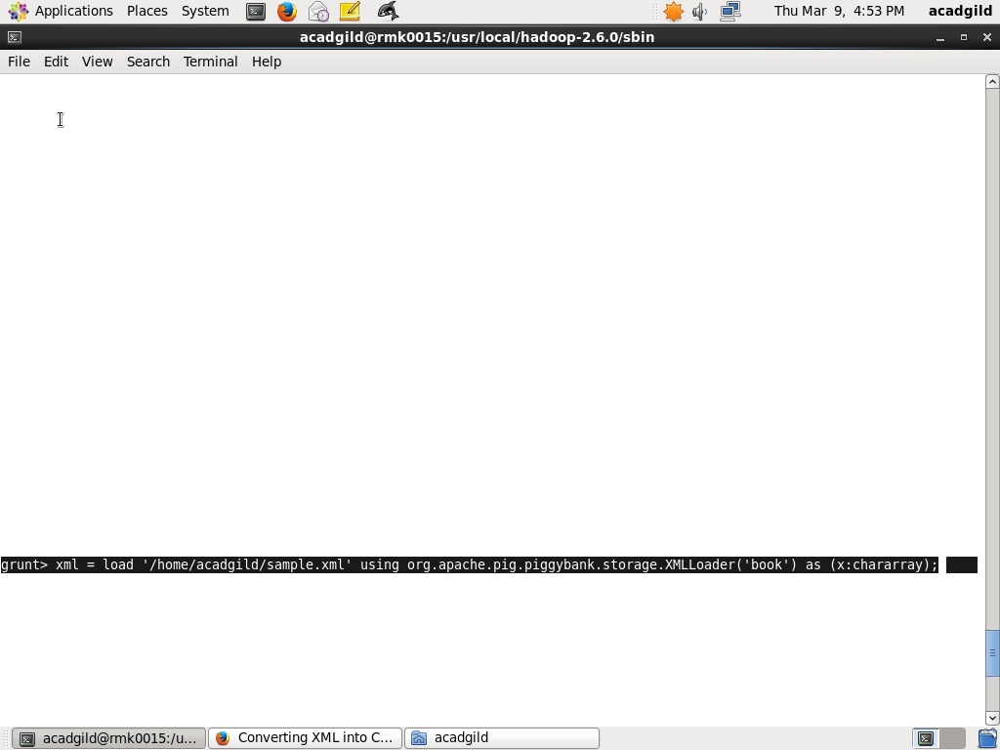 Applications Places System Thu Mar 9, 4:53 PM acadgild
acadgild@rmk0015:/usr/local/hadoop-2.6.0/sbin
File Edit View Search Terminal Help
grunt> xml = load '/home/acadgild/sample.xml' using org.apache.pig.piggybank.storage.XMLLoader('book') as (x:chararray);
acadgild@rmk0015:/u... Converting XML into C... acadgild